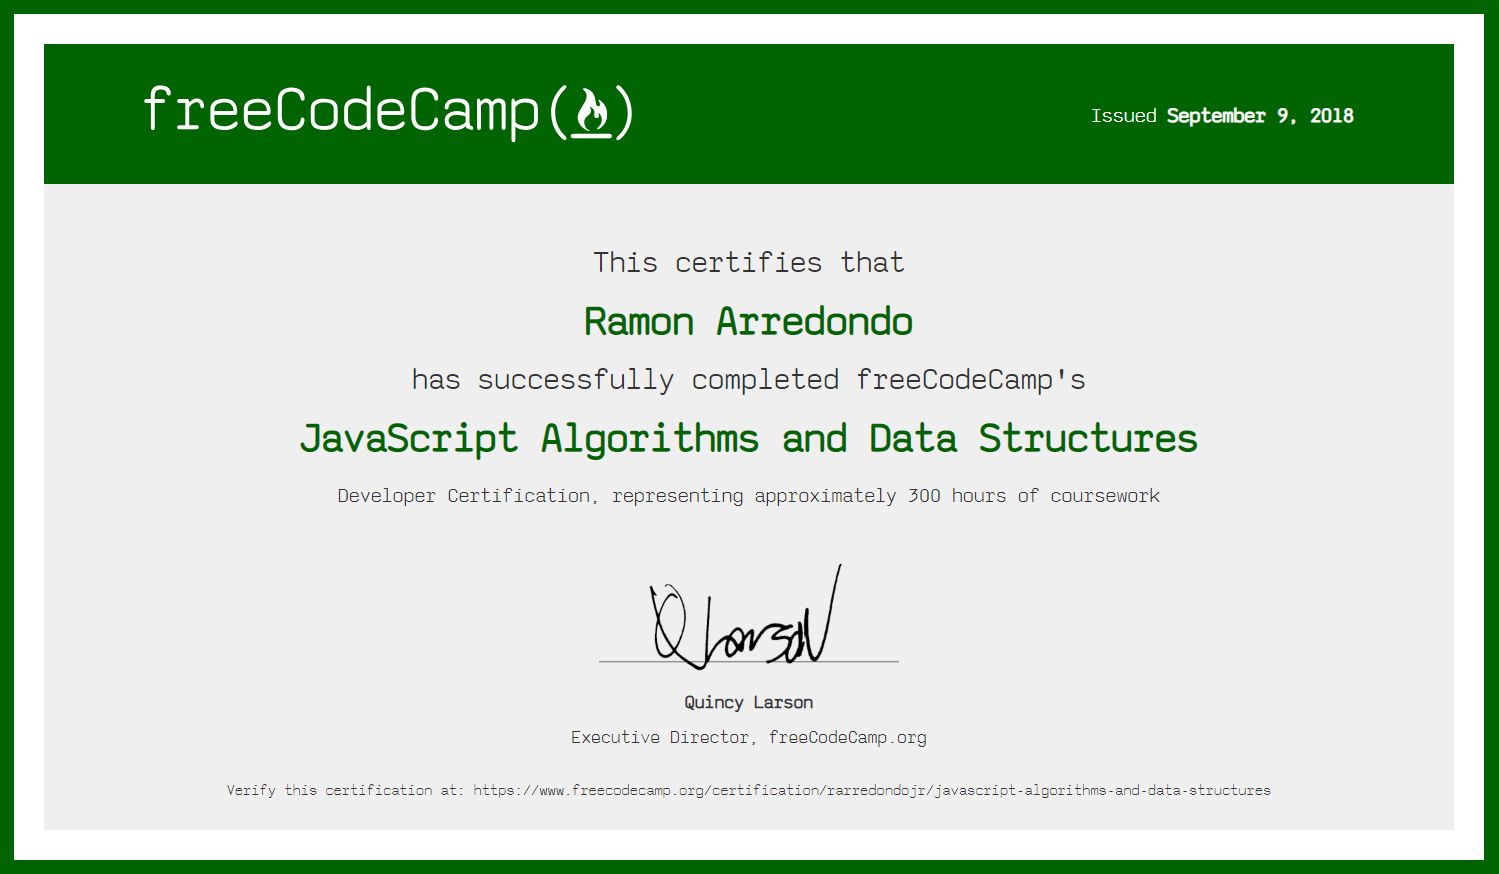 freeCodeCamp(🔥)
Issued September 9, 2018
This certifies that
Ramon Arredondo
has successfully completed freeCodeCamp's
JavaScript Algorithms and Data Structures
Developer Certification, representing approximately 300 hours of coursework
Q Larson
Quincy Larson
Executive Director, freeCodeCamp.org
Verify this certification at: https://www.freecodecamp.org/certification/rarredondojr/javascript-algorithms-and-data-structures